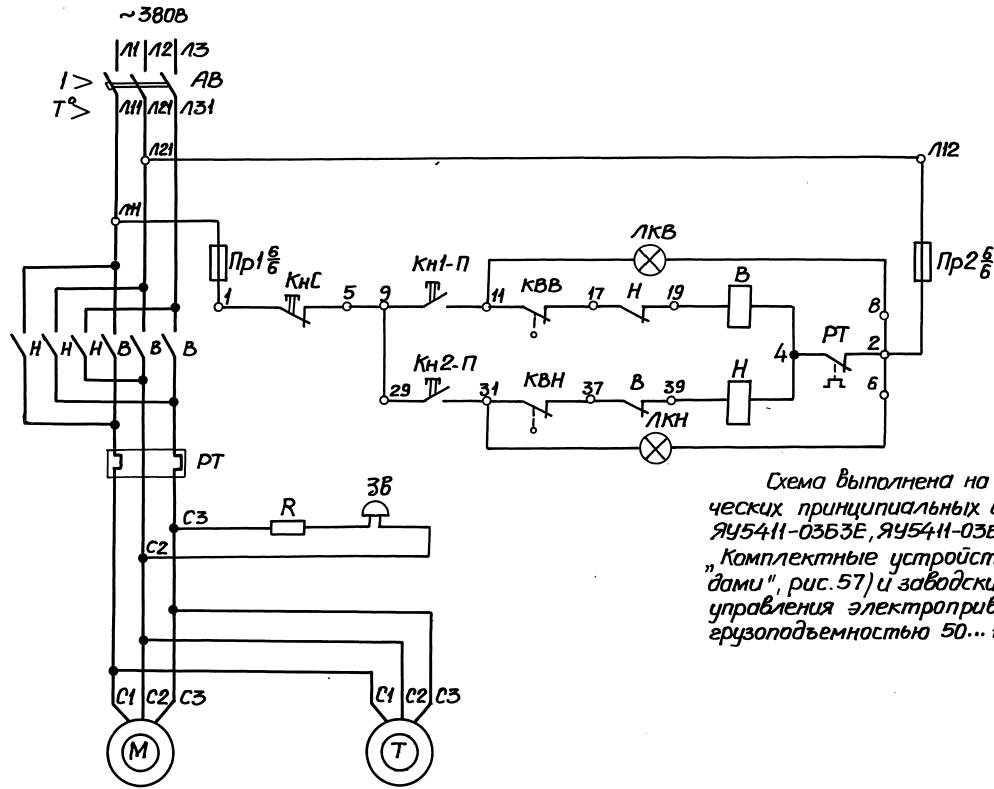 ~380В
Л1 Л2 Л3
I> АВ
Т°> Л11 Л21 Л31
Л21 Л12
Л11
Пр1 6/6 КнС Кн1-П ЛКВ Пр2 6/6
1 5 9 11 КВВ 17 Н 19 В 8
Н Н Н В В В
4 РТ 2
29 Кн2-П 31 КВН 37 В 39 Н 6
ЛКН
РТ
С3 R ЗВ
С2
Схема выполнена на
ческих принципиальных
ЯУ5411-03Б3Е, ЯУ5411-03
„Комплектные устройст
дами", рис. 57) и заводски
управления электроприв
грузоподъемностью 50...
С1 С2 С3 С1 С2 С3
М Т